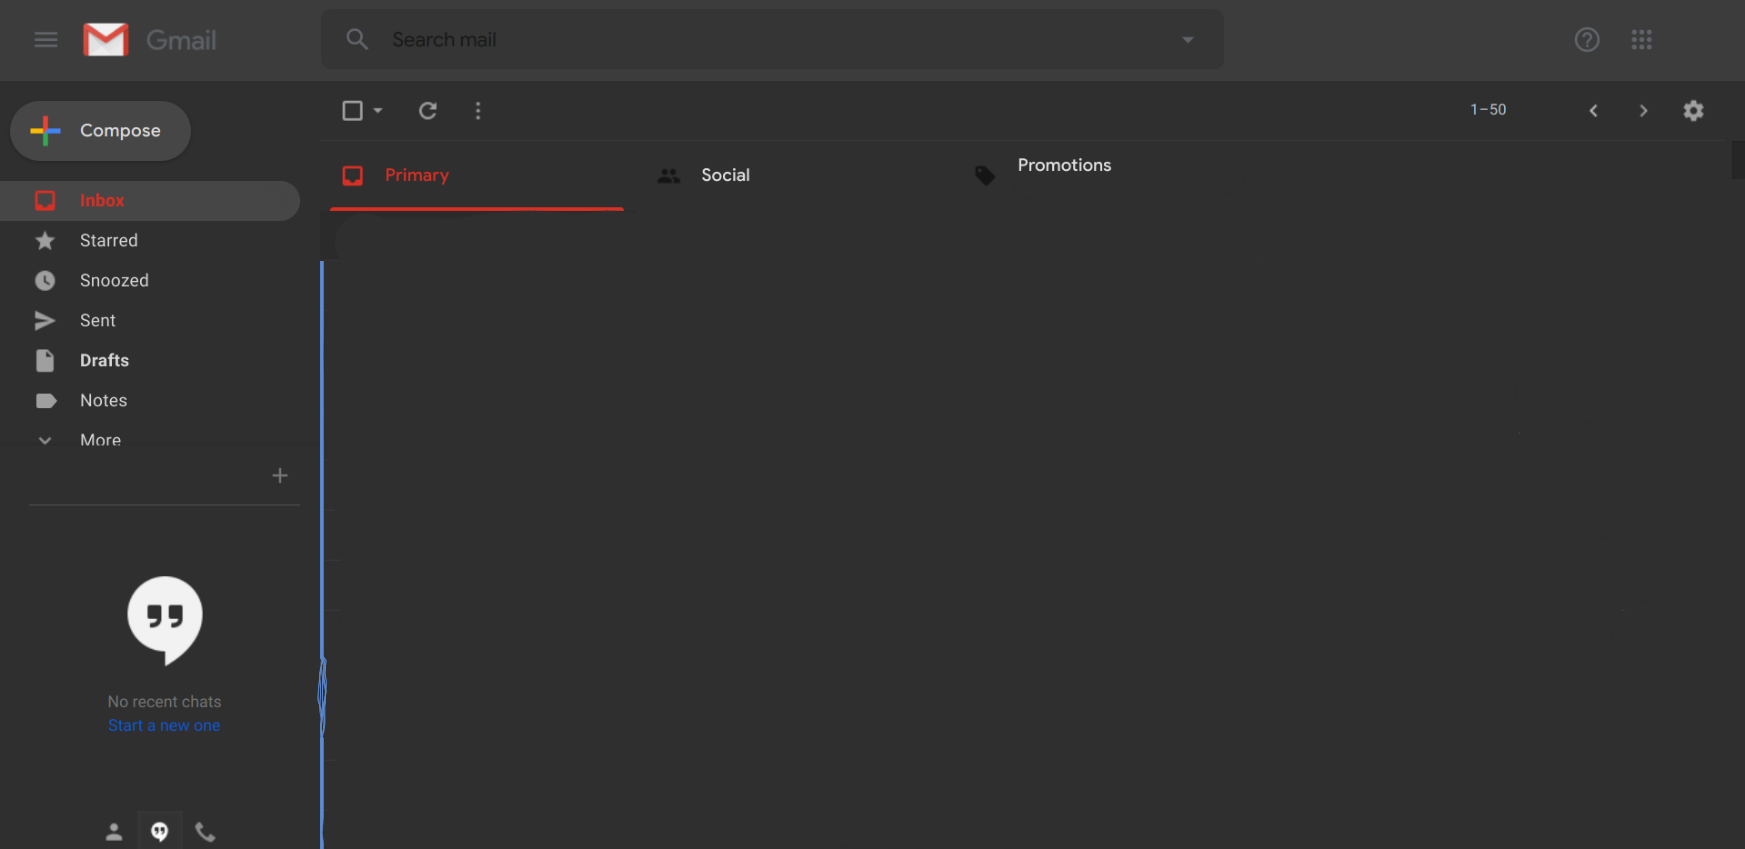 Gmail
Search mail
Compose
1–50
Primary
Social
Promotions
Inbox
Starred
Snoozed
Sent
Drafts
Notes
More
No recent chats
Start a new one